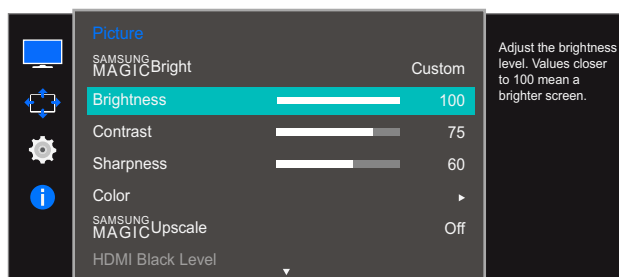 Picture
SAMSUNG
MAGICBright Custom
Brightness 100
Contrast 75
Sharpness 60
Color
SAMSUNG
MAGICUpscale Off
HDMI Black Level
Adjust the brightness
level. Values closer
to 100 mean a
brighter screen.
i